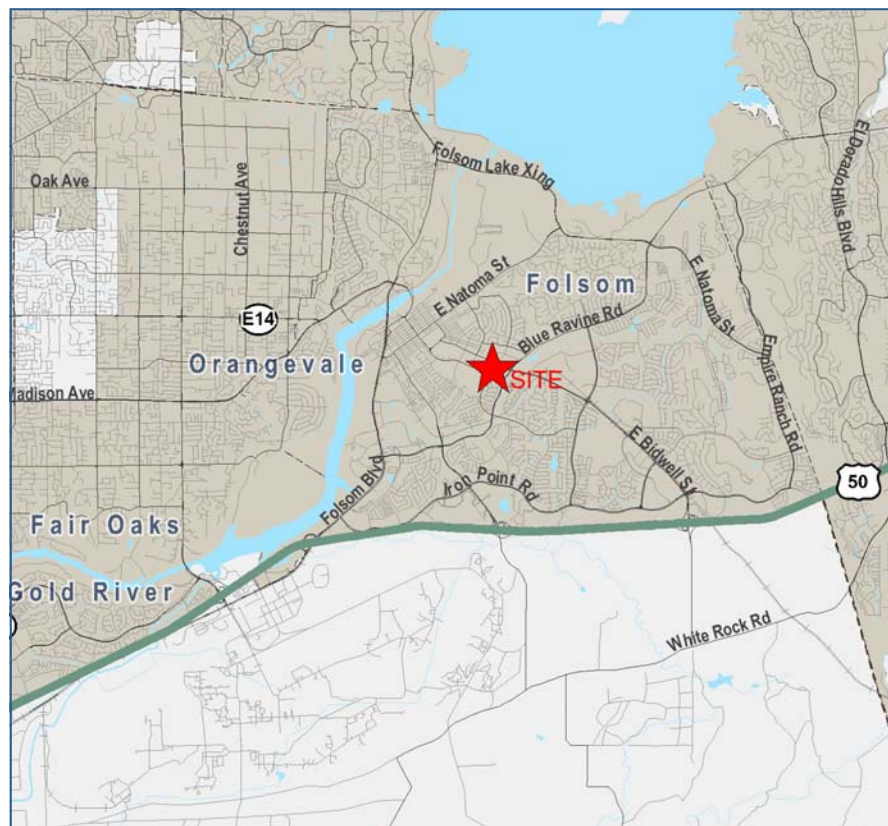 Folsom Lake Xing
El Dorado Hills Blvd
Oak Ave
Chestnut Ave
E Natoma St
Folsom
E Natoma St
E14
Blue Ravine Rd
Orangevale
Empire Ranch Rd
SITE
Madison Ave
E Bidwell St
Iron Point Rd
Folsom Blvd
50
Fair Oaks
Gold River
White Rock Rd